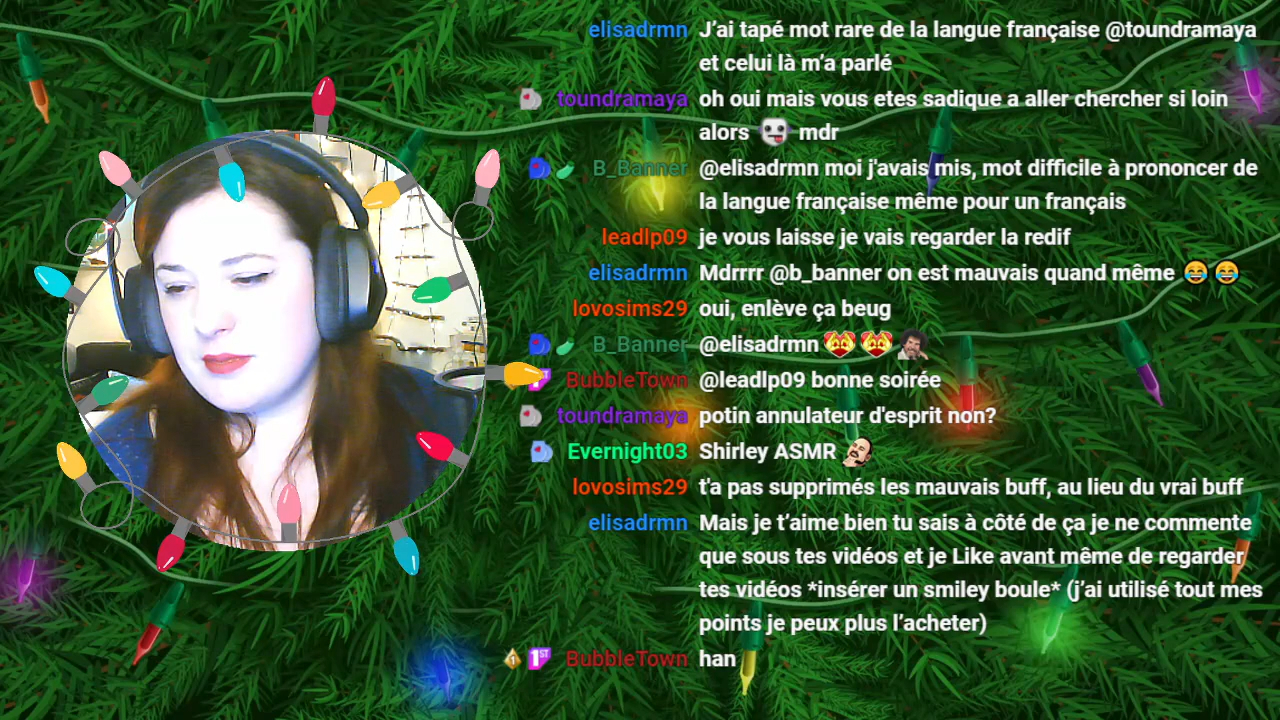 elisadrmn J'ai tapé mot rare de la langue française @toundramaya
et celui là m'a parlé
toundramaya oh oui mais vous etes sadique a aller chercher si loin
alors mdr
B_Banner @elisadrmn moi j'avais mis, mot difficile à prononcer de
la langue française même pour un français
leadlp09 je vous laisse je vais regarder la redif
elisadrmn Mdrrrr @b_banner on est mauvais quand même 😂 😂
lovosims29 oui, enlève ça beug
B_Banner @elisadrmn
BubbleTown @leadlp09 bonne soirée
toundramaya potin annulateur d'esprit non?
Evernight03 Shirley ASMR
lovosims29 t'a pas supprimés les mauvais buff, au lieu du vrai buff
elisadrmn Mais je t'aime bien tu sais à côté de ça je ne commente
que sous tes vidéos et je Like avant même de regarder
tes vidéos *insérer un smiley boule* (j'ai utilisé tout mes
points je peux plus l'acheter)
1 1ST BubbleTown han